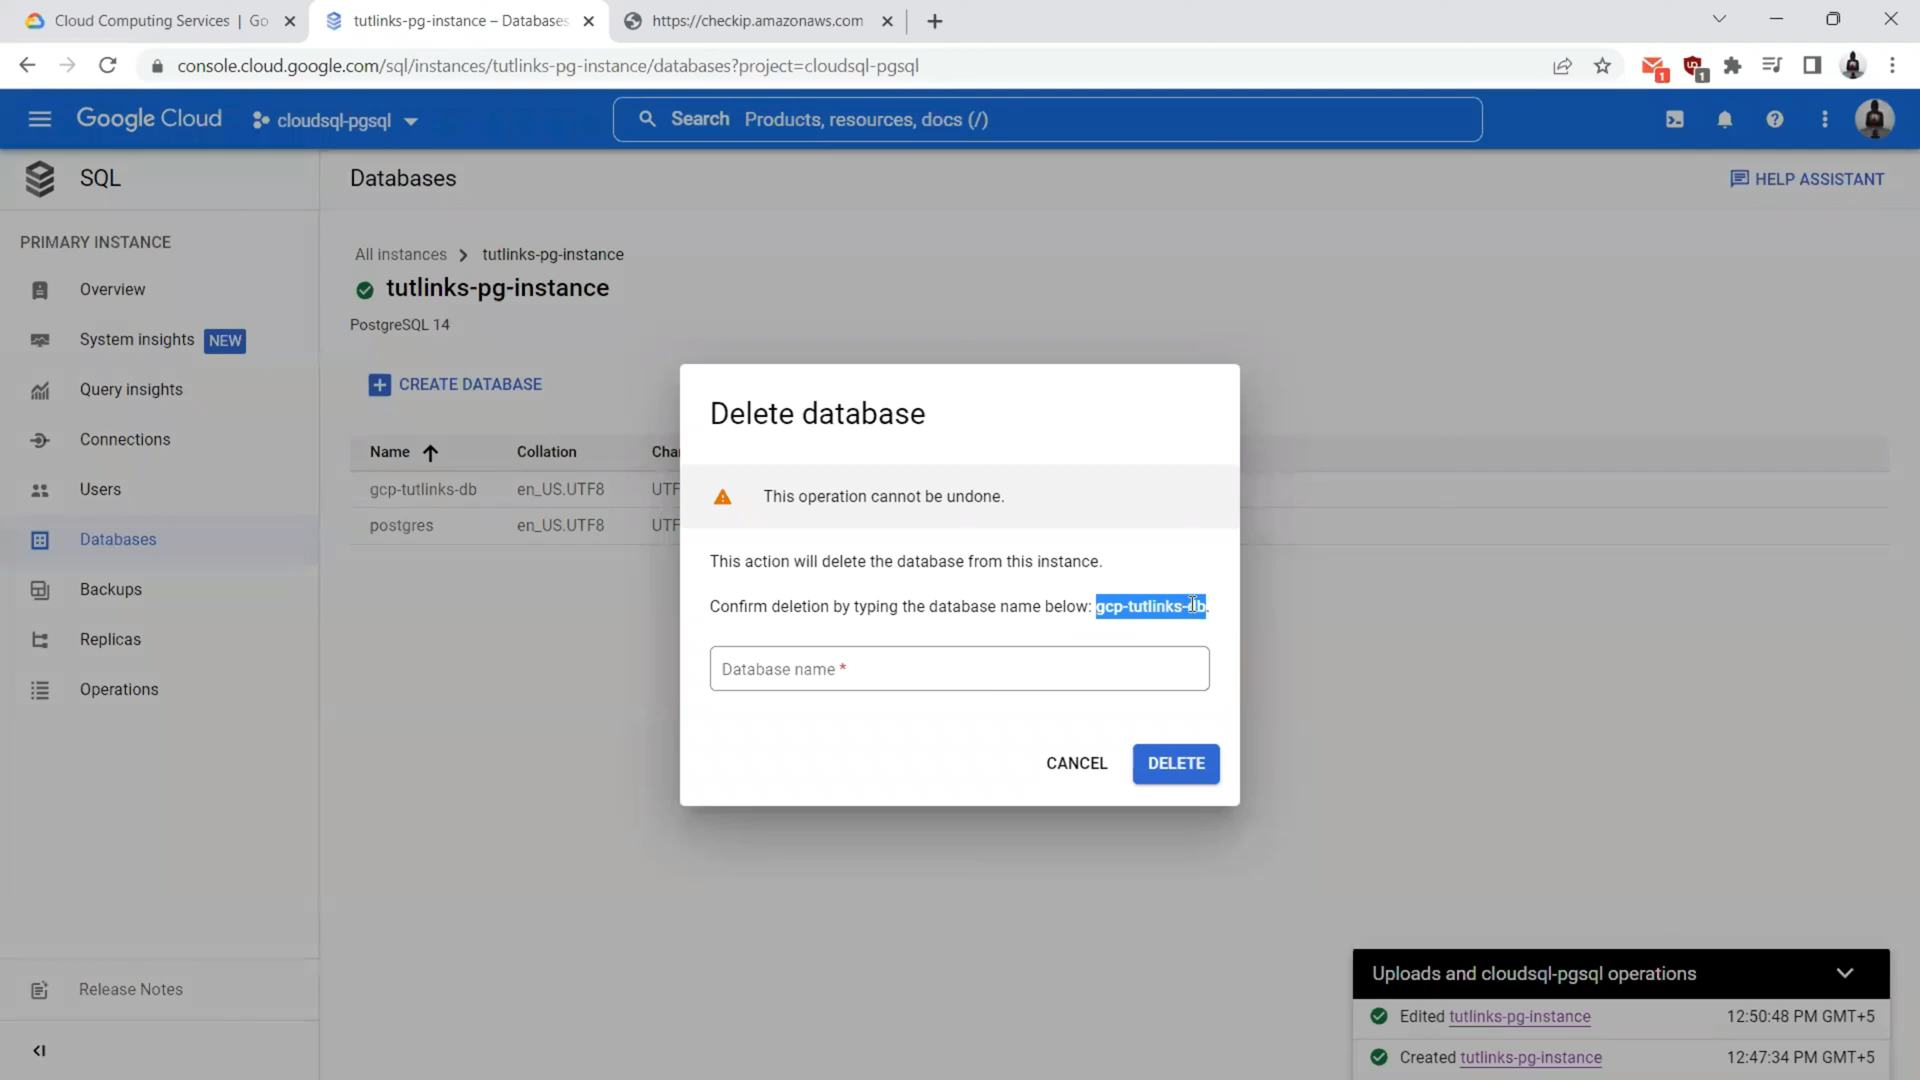 Cloud Computing Services | Go
tutlinks-pg-instance – Databases
https://checkip.amazonaws.com
console.cloud.google.com/sql/instances/tutlinks-pg-instance/databases?project=cloudsql-pgsql
1
1
Google Cloud
cloudsql-pgsql
Search Products, resources, docs (/)
SQL
Databases
HELP ASSISTANT
PRIMARY INSTANCE
Overview
System insights NEW
Query insights
Connections
Users
Databases
Backups
Replicas
Operations
Release Notes
All instances > tutlinks-pg-instance
tutlinks-pg-instance
PostgreSQL 14
CREATE DATABASE
Name Collation Cha
gcp-tutlinks-db en_US.UTF8 UTF
postgres en_US.UTF8 UTF
Delete database
This operation cannot be undone.
This action will delete the database from this instance.
Confirm deletion by typing the database name below: gcp-tutlinks-db.
Database name *
CANCEL
DELETE
Uploads and cloudsql-pgsql operations
Edited tutlinks-pg-instance 12:50:48 PM GMT+5
Created tutlinks-pg-instance 12:47:34 PM GMT+5